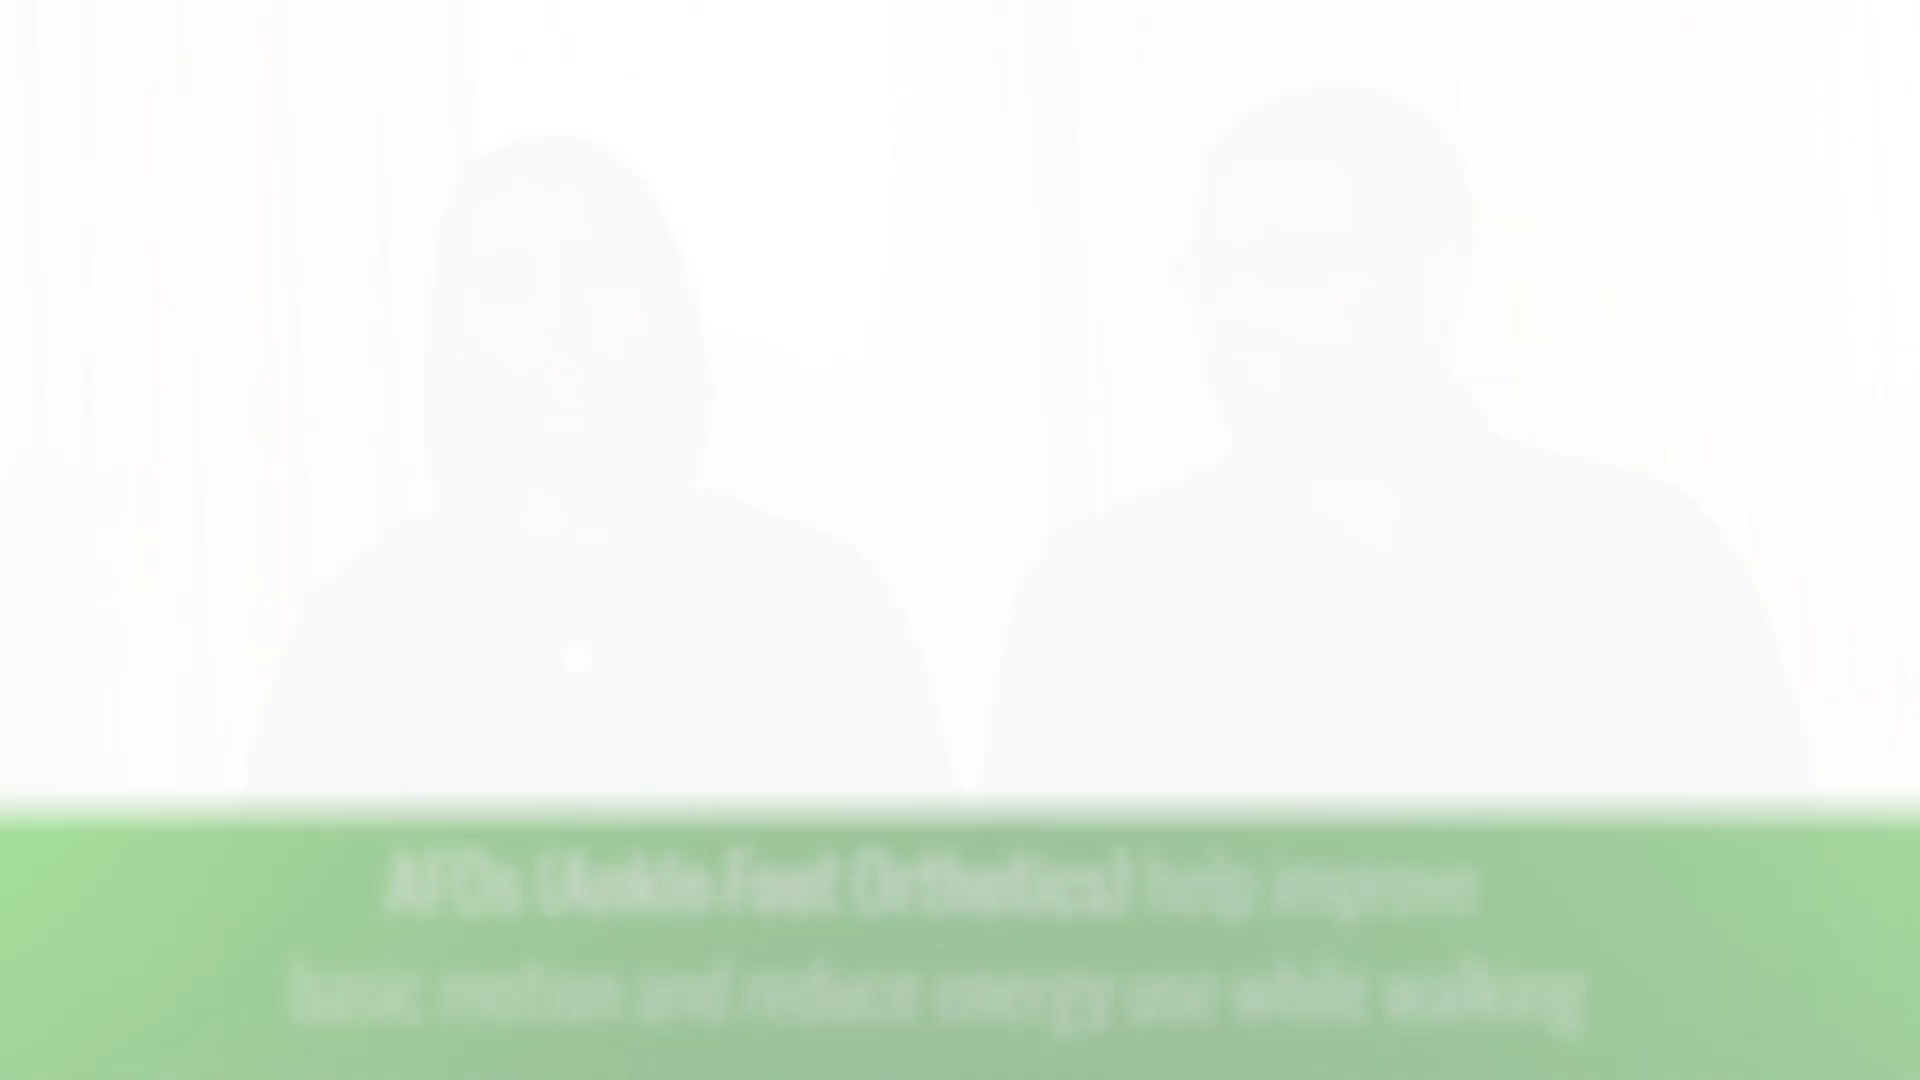 AFOs (Ankle-Foot Orthotics) help improve
basic motion and reduce energy use while walking